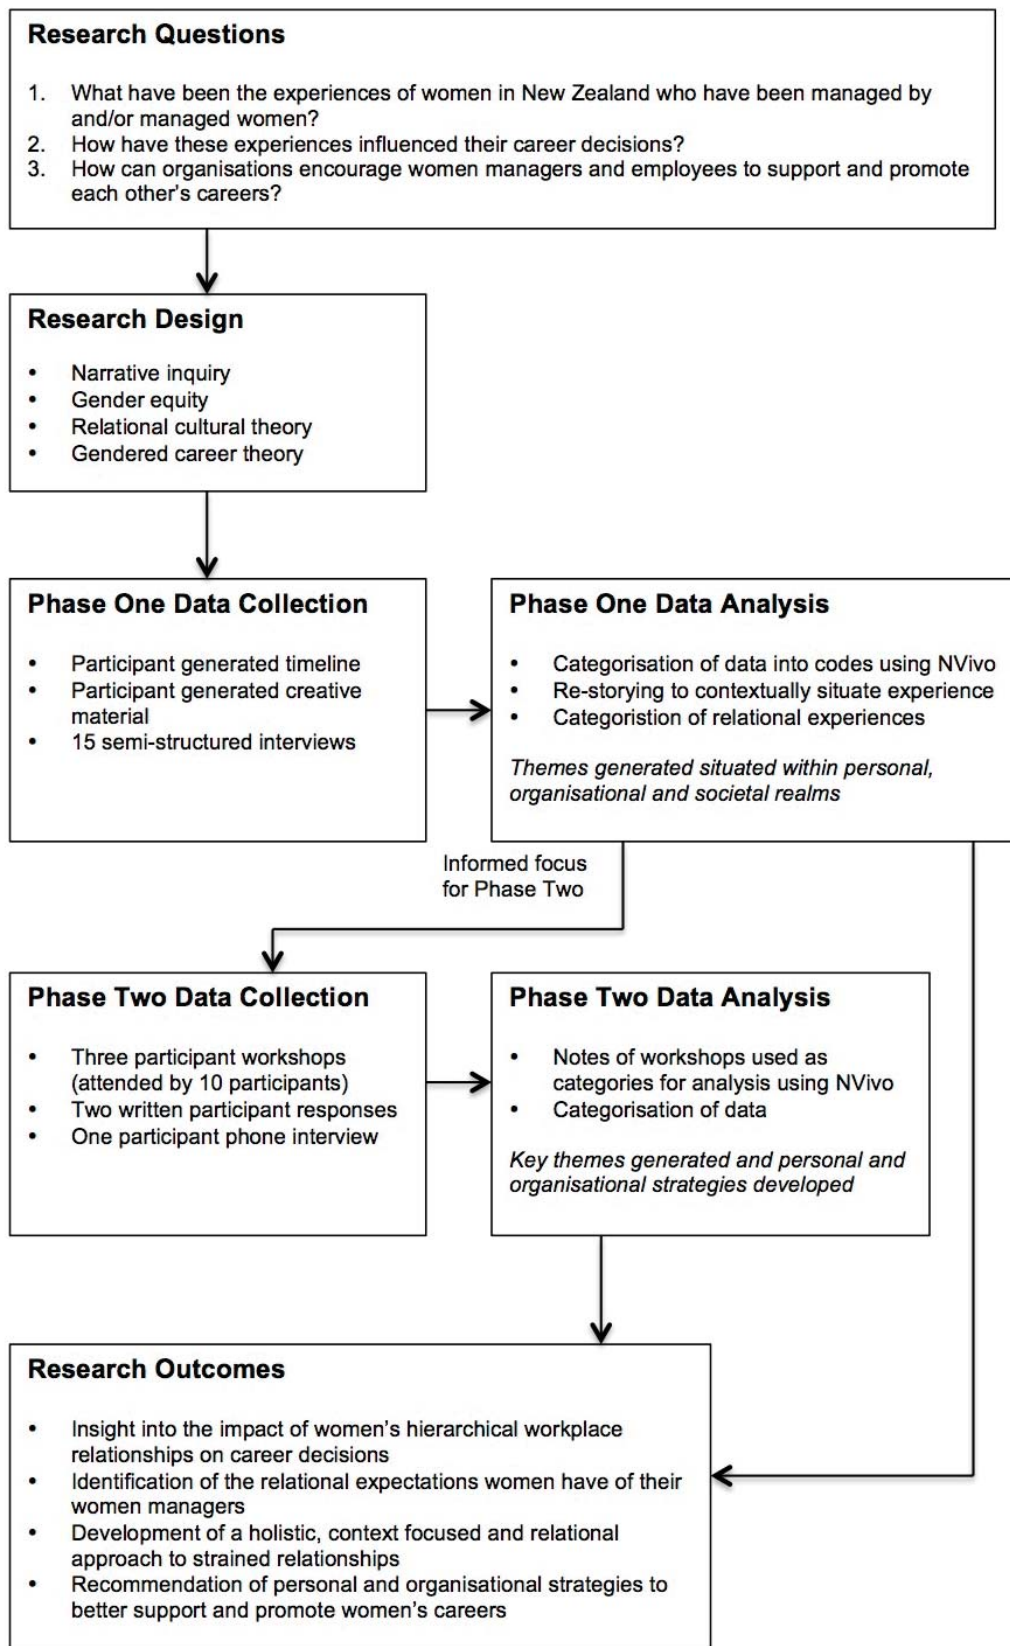 Research Questions
1. What have been the experiences of women in New Zealand who have been managed by
and/or managed women?
2. How have these experiences influenced their career decisions?
3. How can organisations encourage women managers and employees to support and promote
each other's careers?
Research Design
• Narrative inquiry
• Gender equity
• Relational cultural theory
• Gendered career theory
Phase One Data Collection
• Participant generated timeline
• Participant generated creative
material
• 15 semi-structured interviews
Phase One Data Analysis
• Categorisation of data into codes using NVivo
• Re-storying to contextually situate experience
• Categoristion of relational experiences
Themes generated situated within personal,
organisational and societal realms
Informed focus
for Phase Two
Phase Two Data Collection
• Three participant workshops
(attended by 10 participants)
• Two written participant responses
• One participant phone interview
Phase Two Data Analysis
• Notes of workshops used as
categories for analysis using NVivo
• Categorisation of data
Key themes generated and personal and
organisational strategies developed
Research Outcomes
• Insight into the impact of women's hierarchical workplace
relationships on career decisions
• Identification of the relational expectations women have of their
women managers
• Development of a holistic, context focused and relational
approach to strained relationships
• Recommendation of personal and organisational strategies to
better support and promote women's careers